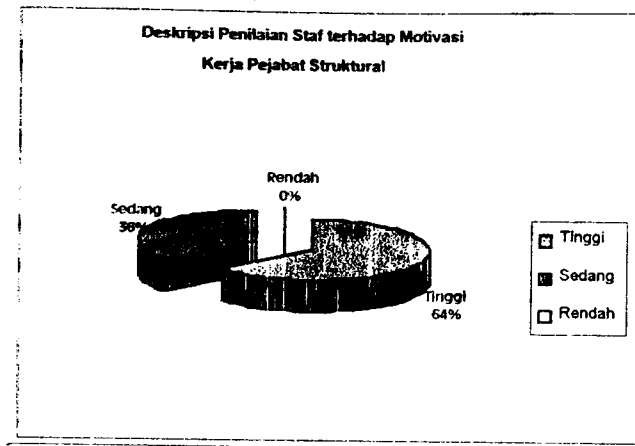 Deskripsi Penilaian Staf terhadap Motivasi
Kerja Pejabat Struktural
Rendah
0%
Sedang
36%
Tinggi
64%
Tinggi
Sedang
Rendah